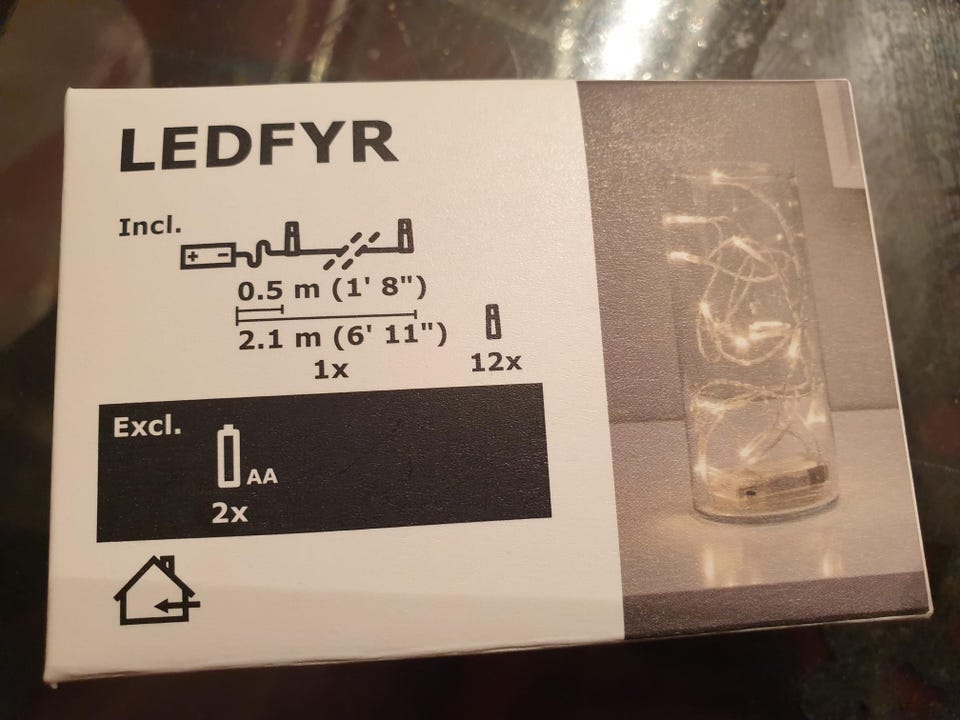 LEDFYR
Incl.
+ -
0.5 m (1' 8")
2.1 m (6' 11")
1x
12x
Excl.
AA
2x